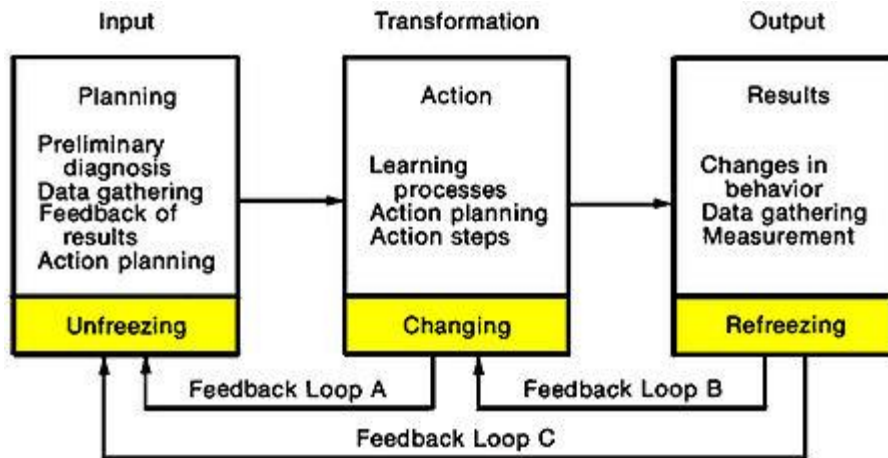 Input
Transformation
Output
Planning
Preliminary
diagnosis
Data gathering
Feedback of
results
Action planning
Unfreezing
Action
Learning
processes
Action planning
Action steps
Changing
Results
Changes in
behavior
Data gathering
Measurement
Refreezing
Feedback Loop A
Feedback Loop B
Feedback Loop C